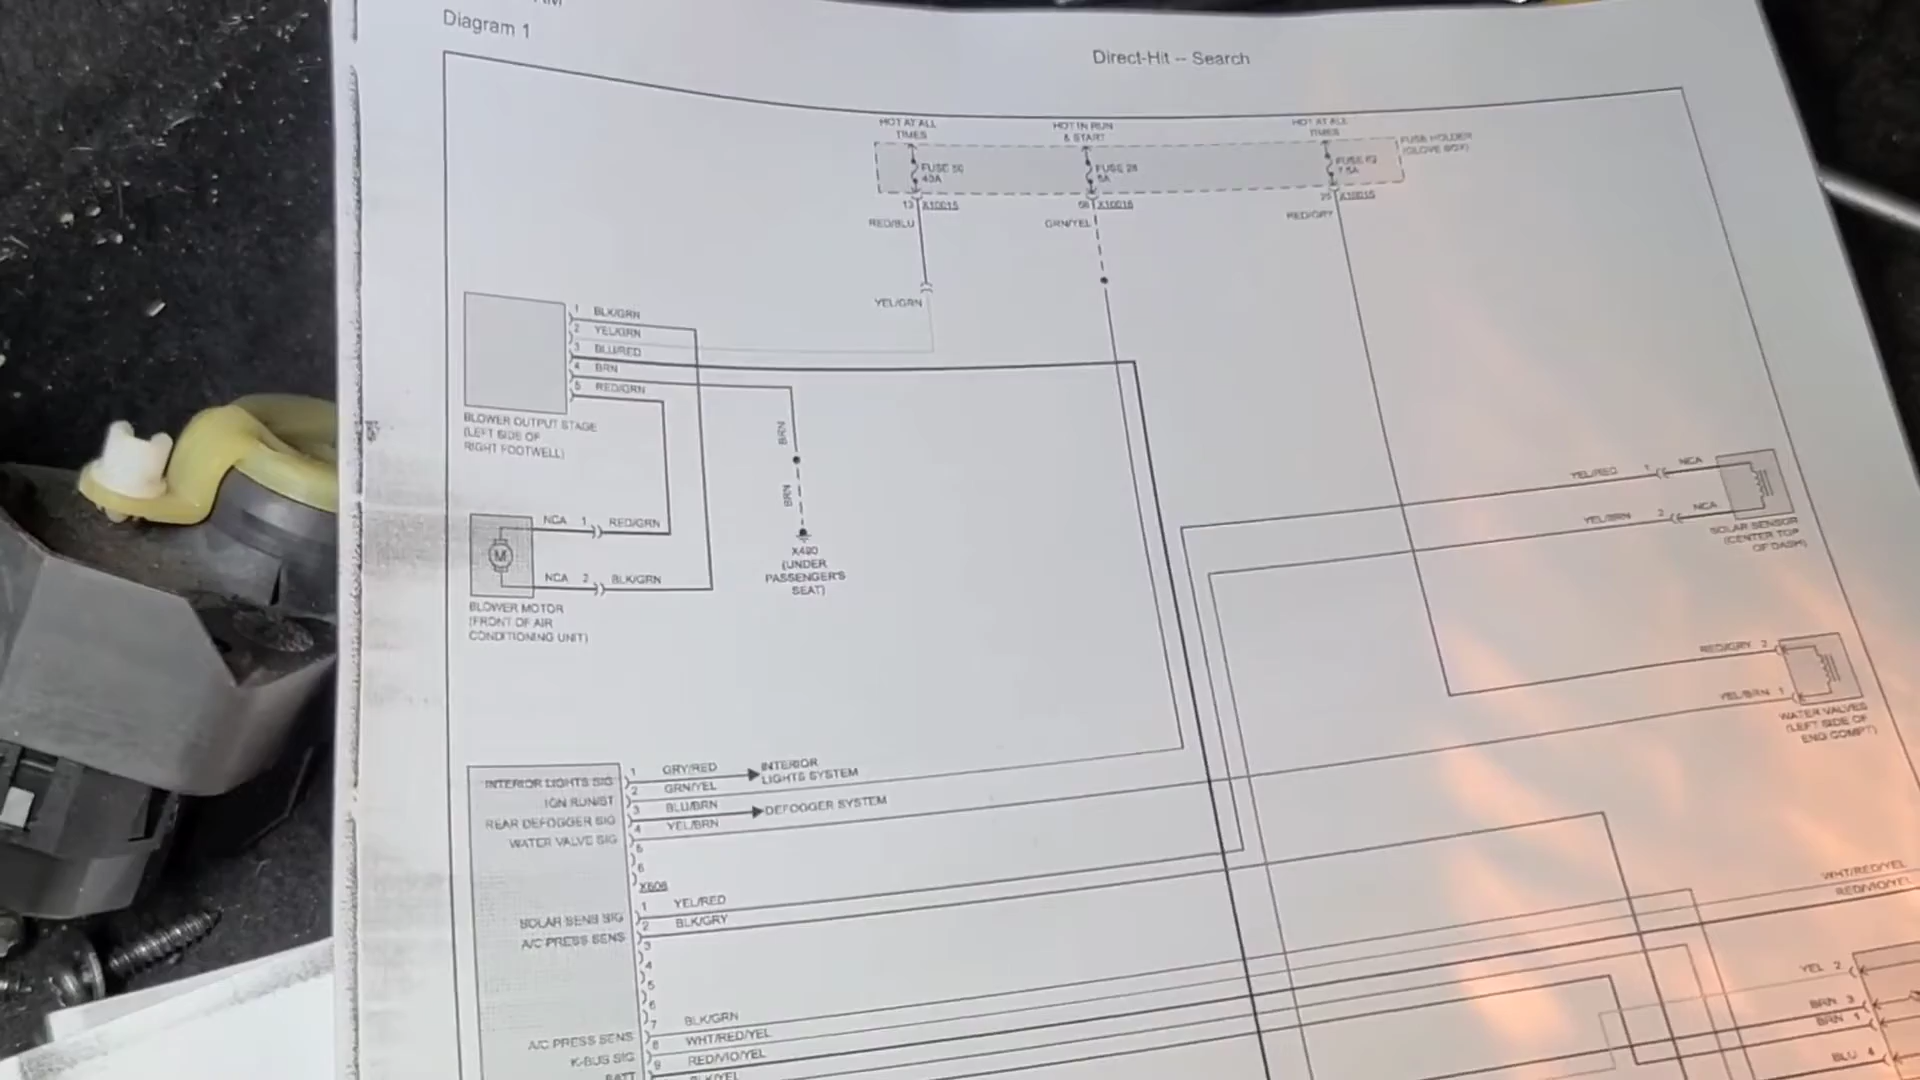 Diagram 1
Direct-Hit -- Search
HOT AT ALL
TIMES
HOT IN RUN
& START
HOT AT ALL
TIMES
FUSE HOLDER
(GLOVE BOX)
FUSE 50
40A
FUSE 28
5A
FUSE 62
7.5A
13 X10015
68 X10016
25 X10015
RED/BLU
GRN/YEL
RED/GRY
YEL/GRN
1 BLK/GRN
2 YEL/GRN
3 BLU/RED
4 BRN
5 RED/GRN
BLOWER OUTPUT STAGE
(LEFT SIDE OF
RIGHT FOOTWELL)
BRN
BRN
X490
(UNDER
PASSENGER'S
SEAT)
NCA 1 RED/GRN
M
NCA 2 BLK/GRN
BLOWER MOTOR
(FRONT OF AIR
CONDITIONING UNIT)
YEL/RED 1 NCA
YEL/BRN 2 NCA
SOLAR SENSOR
(CENTER TOP
OF DASH)
RED/GRY 2
YEL/BRN 1
WATER VALVES
(LEFT SIDE OF
ENG COMPT)
INTERIOR LIGHTS SIG 1 GRY/RED INTERIOR
LIGHTS SYSTEM
IGN RUN/ST 2 GRN/YEL
REAR DEFOGGER SIG 3 BLU/BRN DEFOGGER SYSTEM
WATER VALVE SIG 4 YEL/BRN
5
6
X606
SOLAR SENS SIG 1 YEL/RED
A/C PRESS SENS 2 BLK/GRY
3
4
5
6
A/C PRESS SENS 7 BLK/GRN
K-BUS SIG 8 WHT/RED/YEL
BATT 9 RED/VIO/YEL
BLK/YEL
WHT/RED/YEL
RED/VIO/YEL
YEL 2
BRN 3
BRN 1
BLU 4